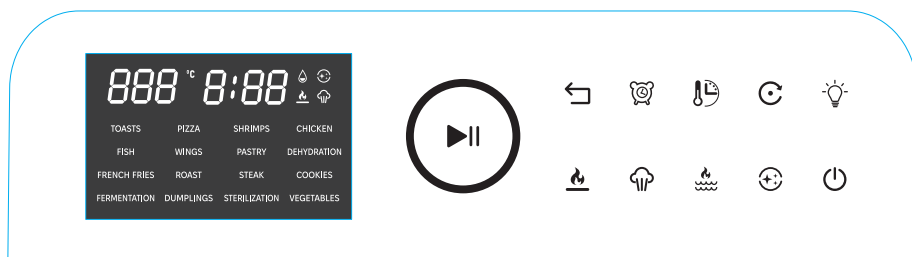 888 °C 8:88
TOASTS PIZZA SHRIMPS CHICKEN
FISH WINGS PASTRY DEHYDRATION
FRENCH FRIES ROAST STEAK COOKIES
FERMENTATION DUMPLINGS STERILIZATION VEGETABLES